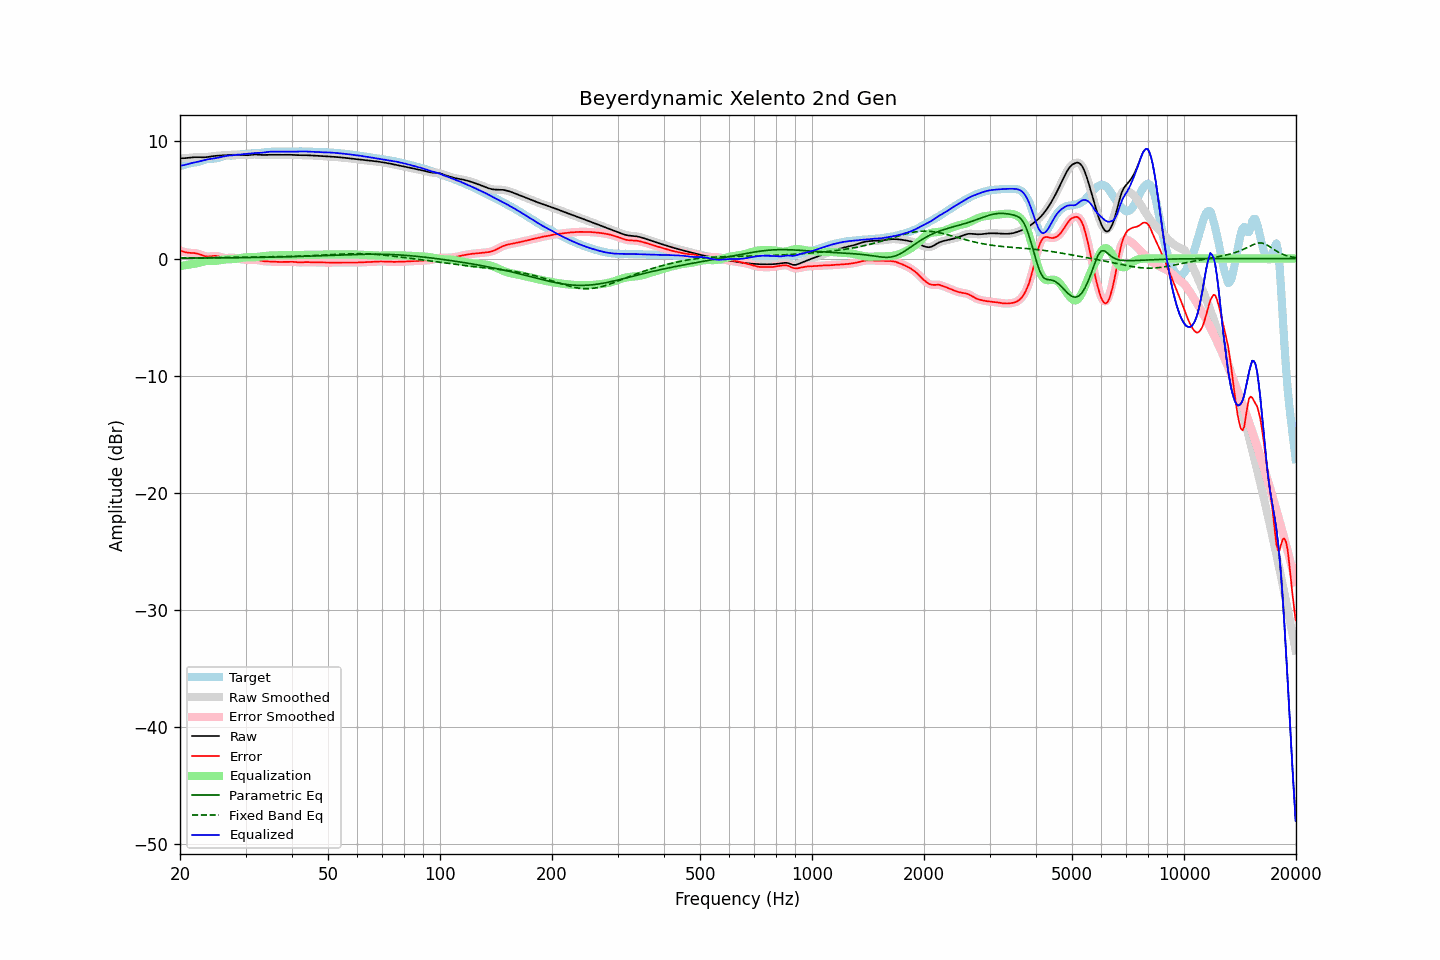 Beyerdynamic Xelento 2nd Gen
Amplitude (dBr)
10
0
−10
−20
−30
−40
−50
Target
Raw Smoothed
Error Smoothed
Raw
Error
Equalization
Parametric Eq
Fixed Band Eq
Equalized
20 50 100 200 500 1000 2000 5000 10000 20000
Frequency (Hz)